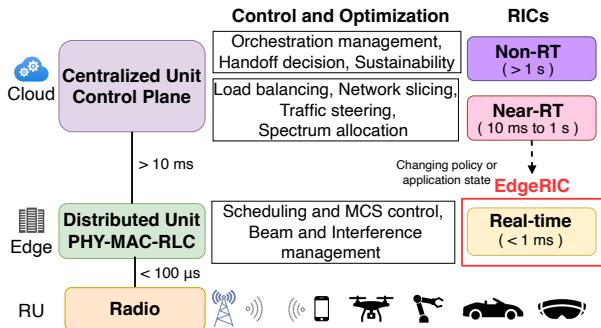 Control and Optimization
RICs
Cloud
Centralized Unit
Control Plane
Orchestration management,
Handoff decision, Sustainability
Non-RT
( > 1 s )
Load balancing, Network slicing,
Traffic steering,
Spectrum allocation
Near-RT
( 10 ms to 1 s )
> 10 ms
Changing policy or
application state
EdgeRIC
Edge
Distributed Unit
PHY-MAC-RLC
Scheduling and MCS control,
Beam and Interference
management
Real-time
( < 1 ms )
< 100 μs
RU
Radio